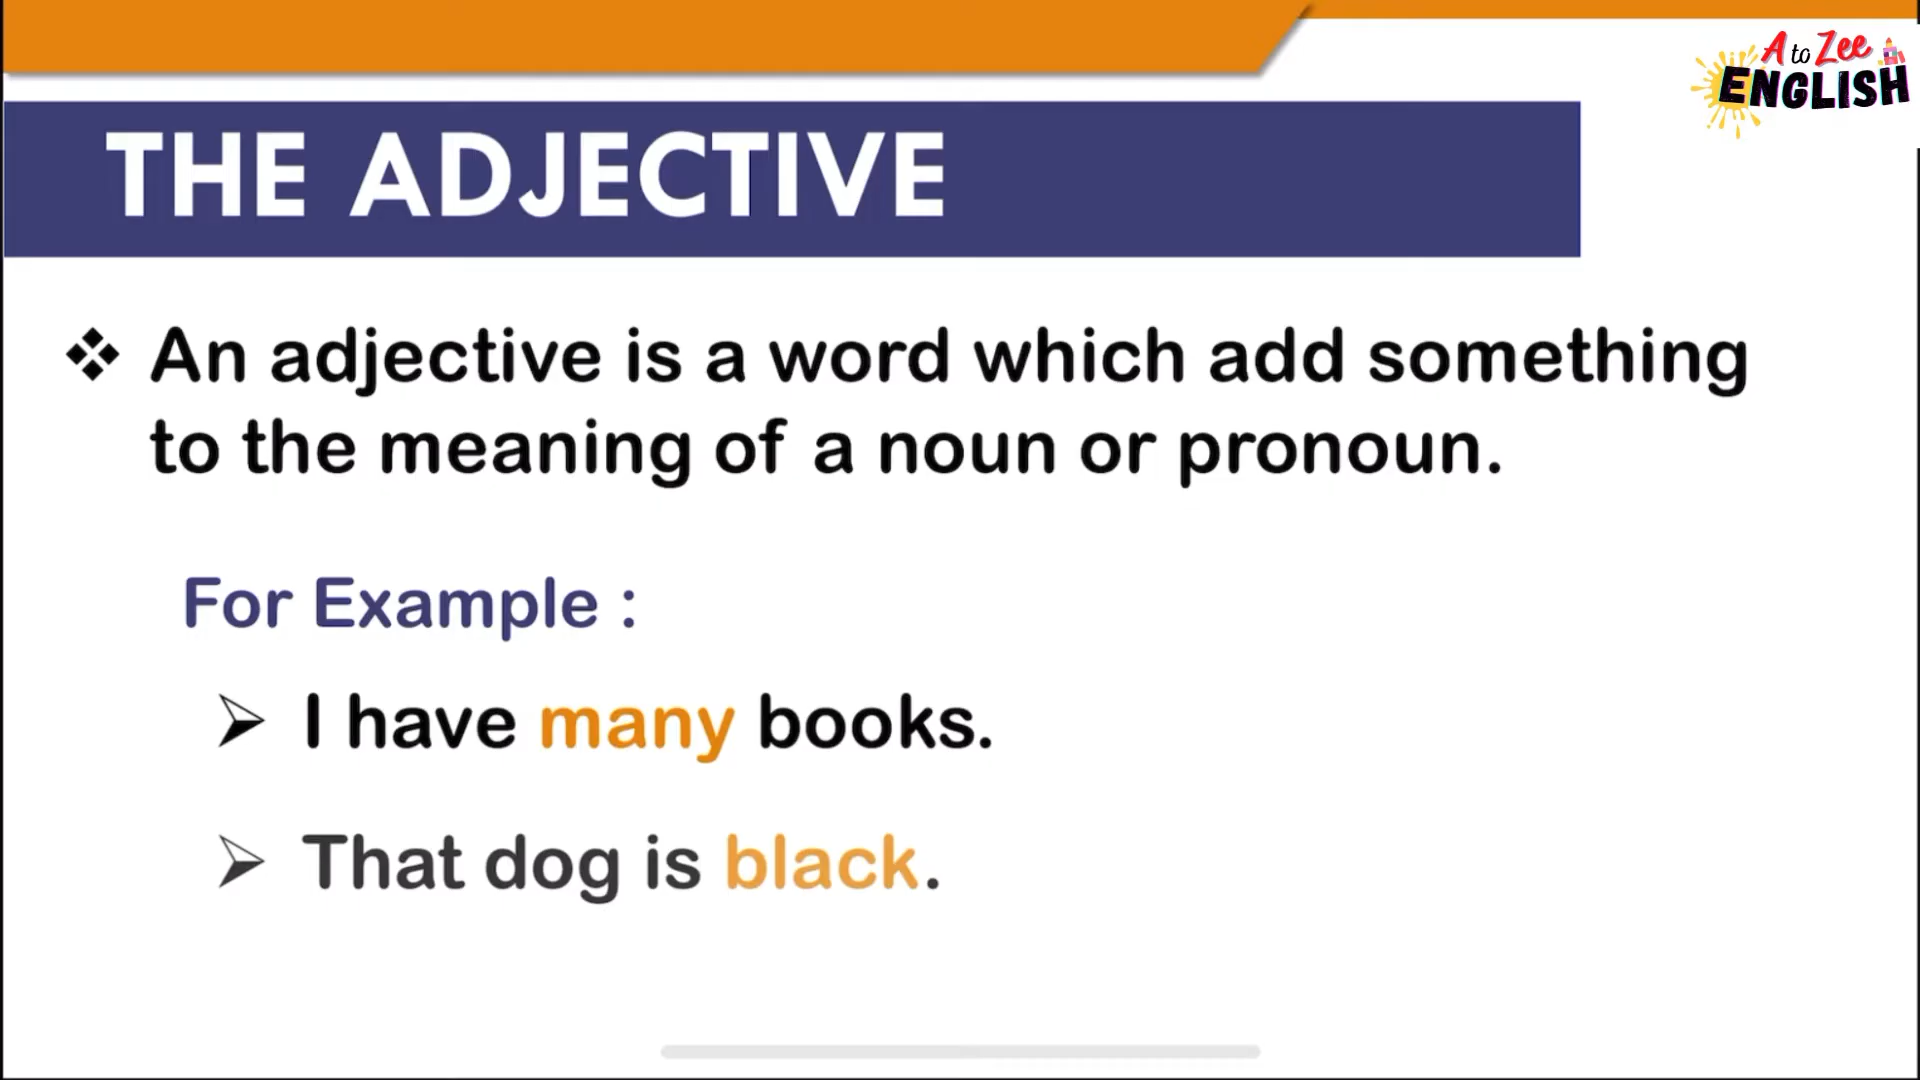 A to Zee
ENGLISH
THE ADJECTIVE
❖ An adjective is a word which add something
to the meaning of a noun or pronoun.
For Example :
➢ I have many books.
➢ That dog is black.